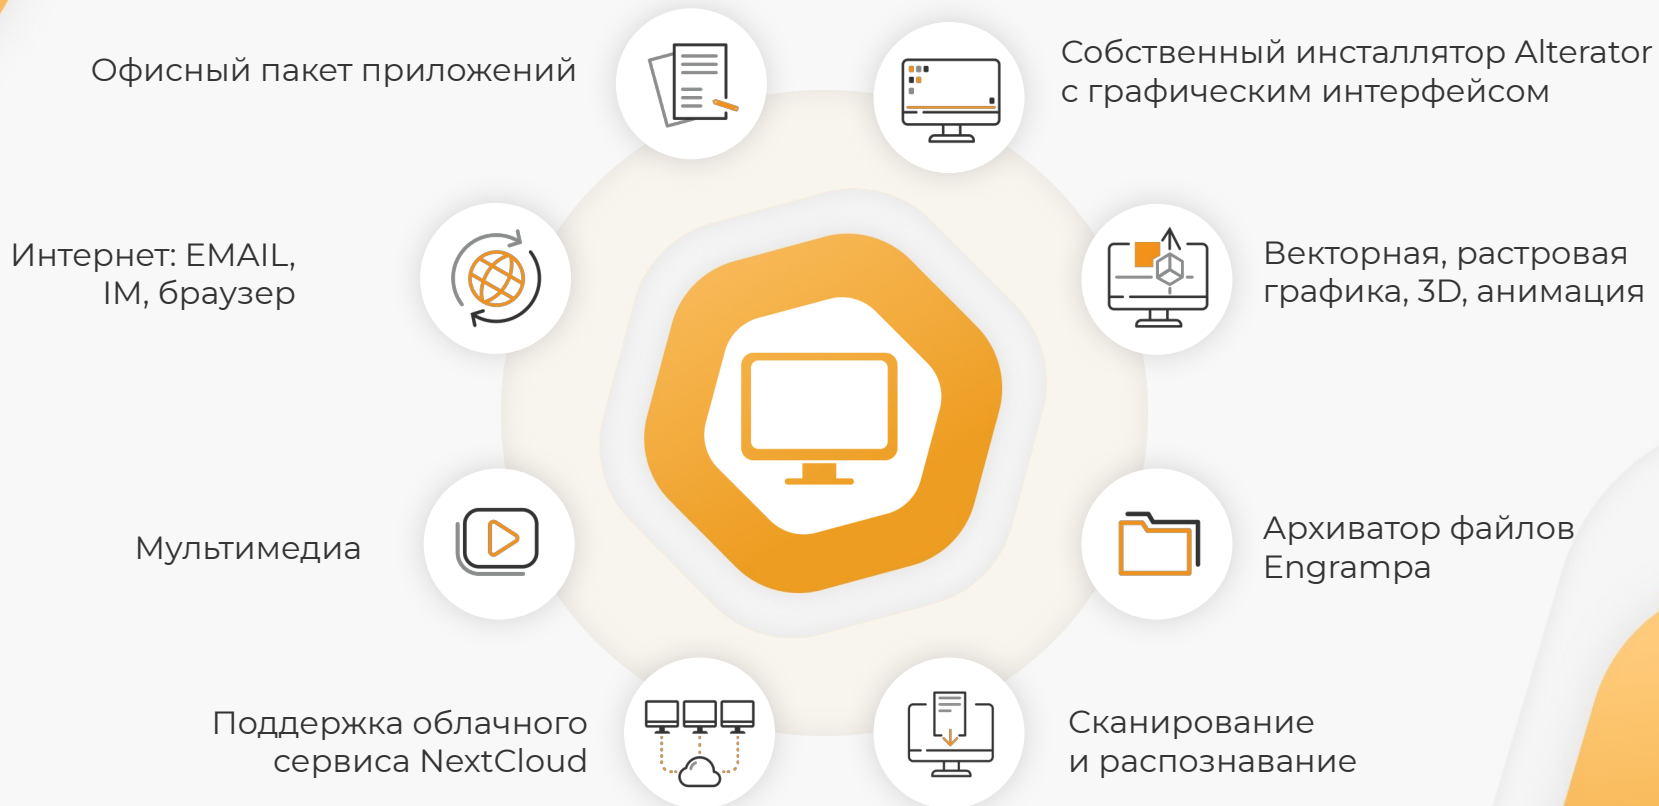 Офисный пакет приложений
Собственный инсталлятор Alterator
с графическим интерфейсом
Интернет: EMAIL,
IM, браузер
Векторная, растровая
графика, 3D, анимация
Мультимедиа
Архиватор файлов
Engrampa
Поддержка облачного
сервиса NextCloud
Сканирование
и распознавание